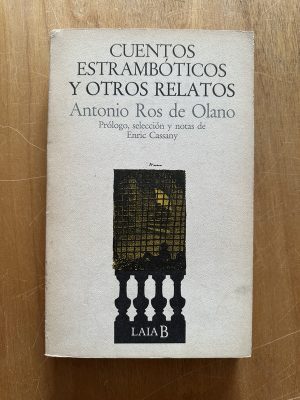 CUENTOS
ESTRAMBÓTICOS
Y OTROS RELATOS
Antonio Ros de Olano
Prólogo, selección y notas de
Enric Cassany
LAIA B